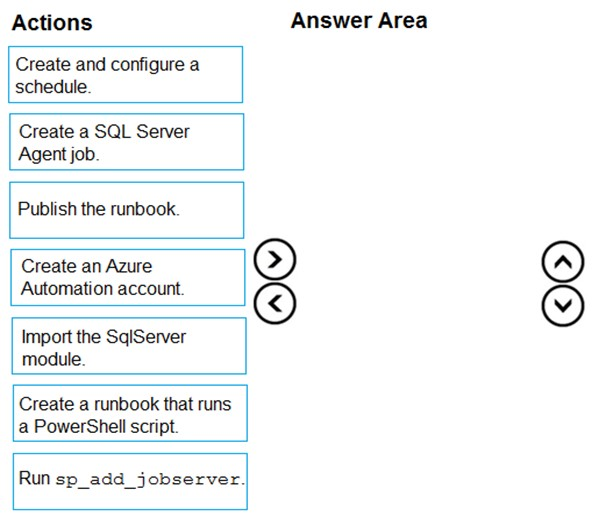 Actions
Answer Area
Create and configure a
schedule.
Create a SQL Server
Agent job.
Publish the runbook.
Create an Azure
Automation account.
Import the SqlServer
module.
Create a runbook that runs
a PowerShell script.
Run sp_add_jobserver.